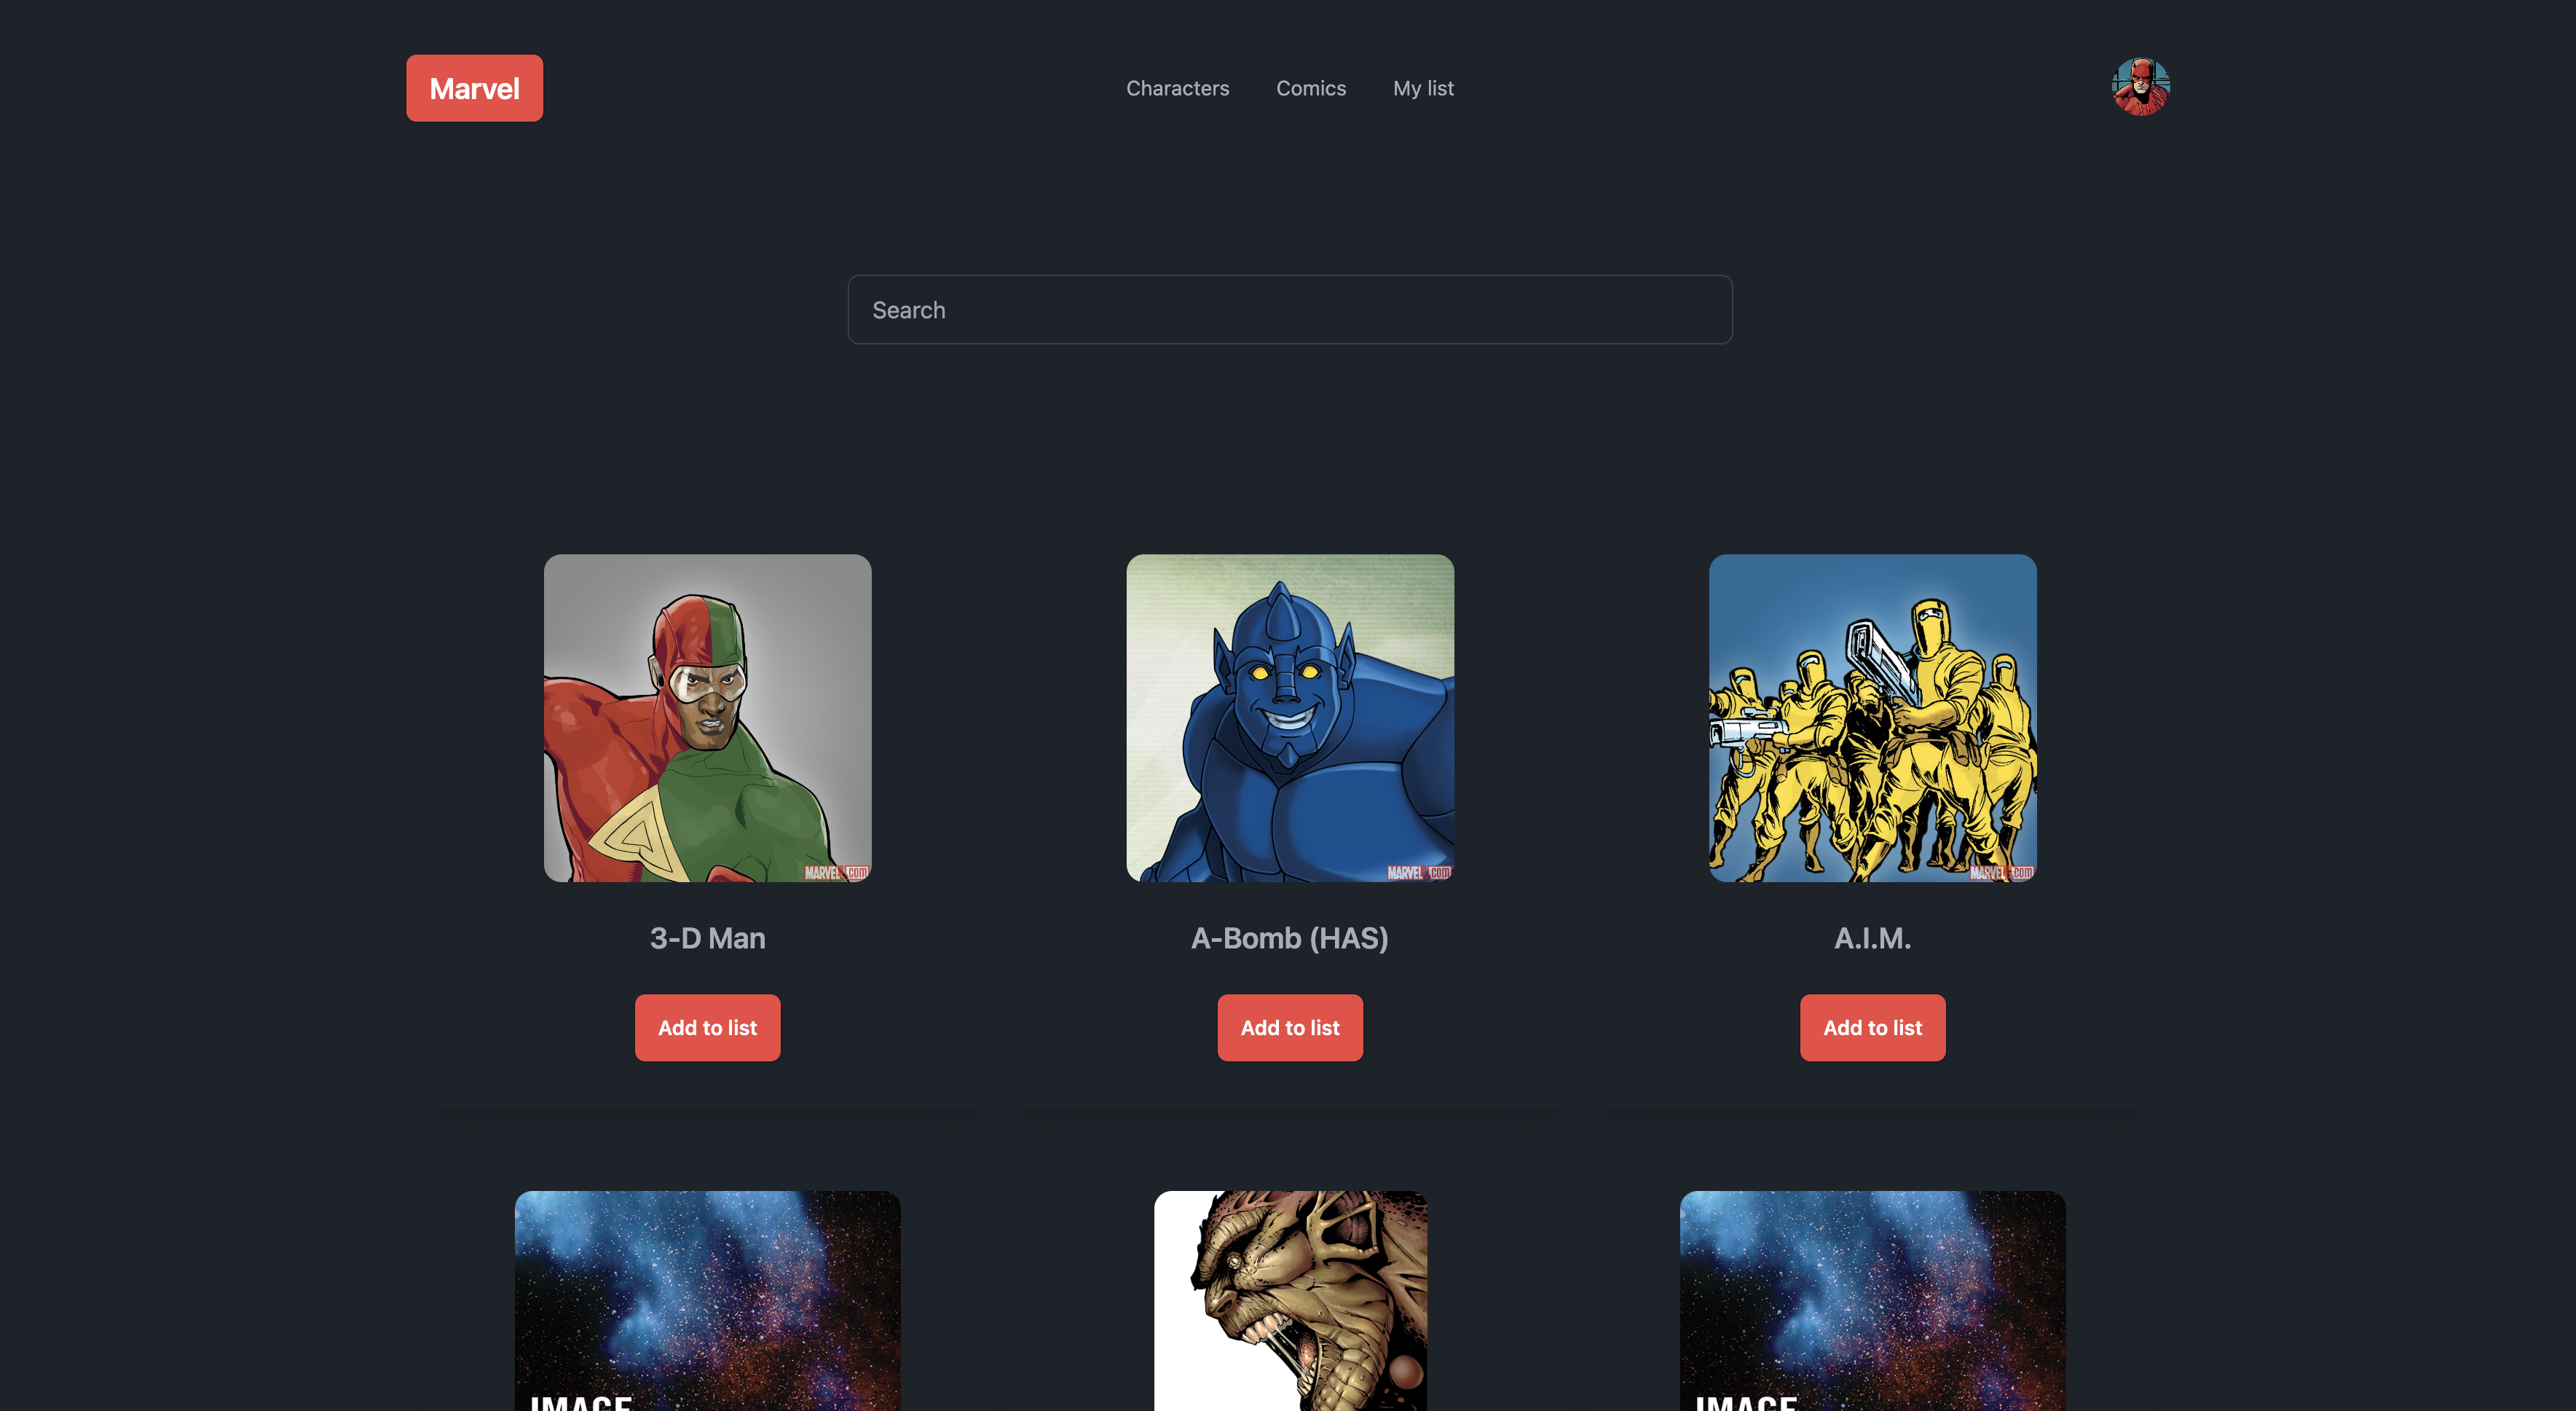 Marvel
Characters Comics My list
Search
MARVEL.COM MARVEL.COM MARVEL.COM
3-D Man A-Bomb (HAS) A.I.M.
Add to list Add to list Add to list
IMAGE IMAGE